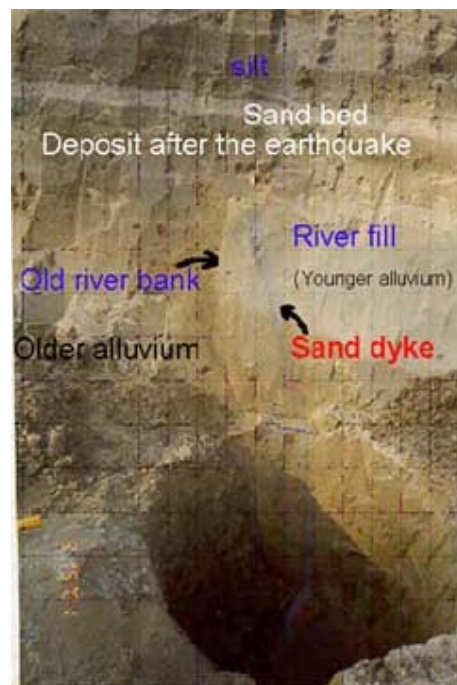 silt
Sand bed
Deposit after the earthquake
River fill
(Younger alluvium)
Old river bank
Older alluvium
Sand dyke